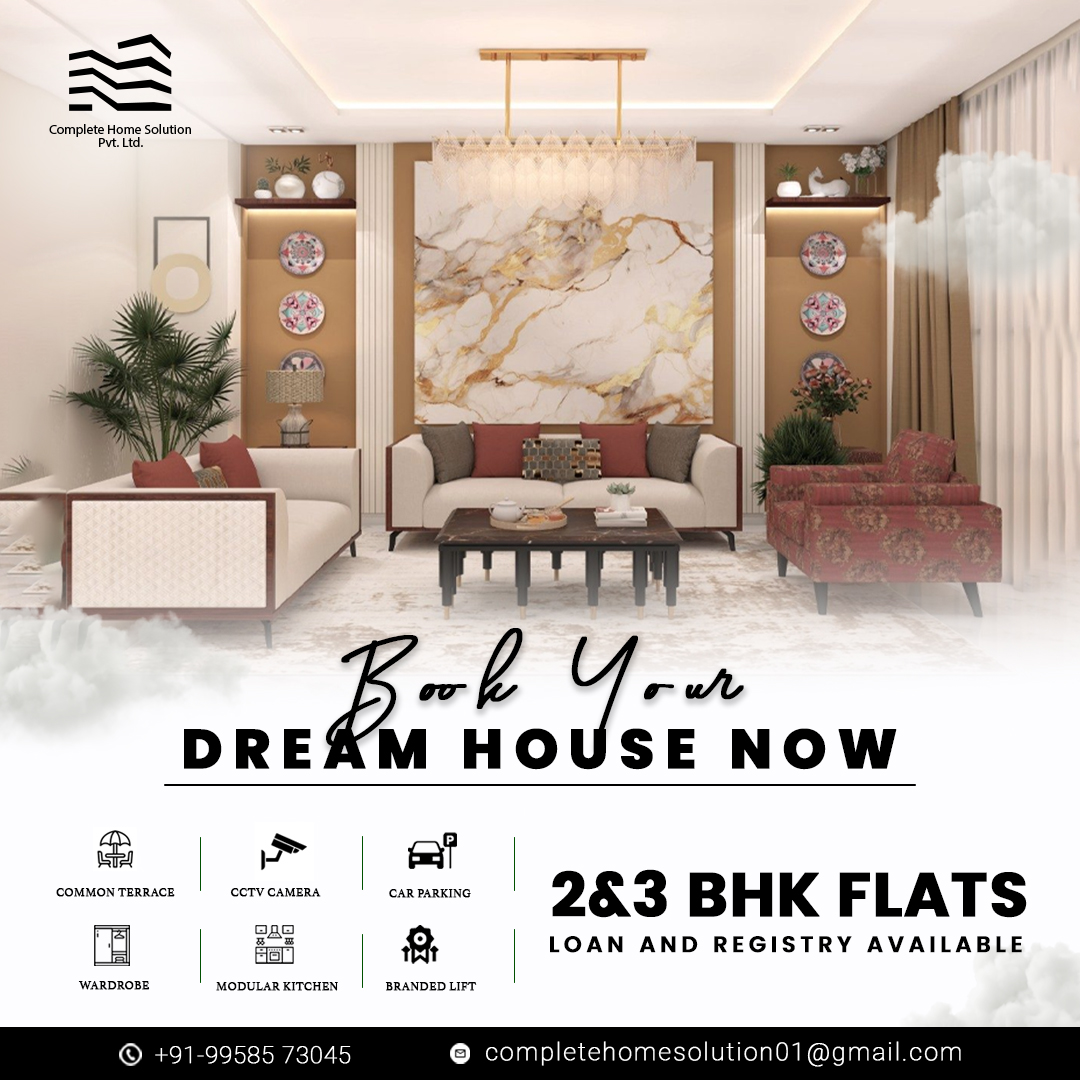 Complete Home Solution
Pvt. Ltd.
Book Your
DREAM HOUSE NOW
COMMON TERRACE
CCTV CAMERA
P
CAR PARKING
WARDROBE
MODULAR KITCHEN
BRANDED LIFT
2&3 BHK FLATS
LOAN AND REGISTRY AVAILABLE
+91-99585 73045
completehomesolution01@gmail.com